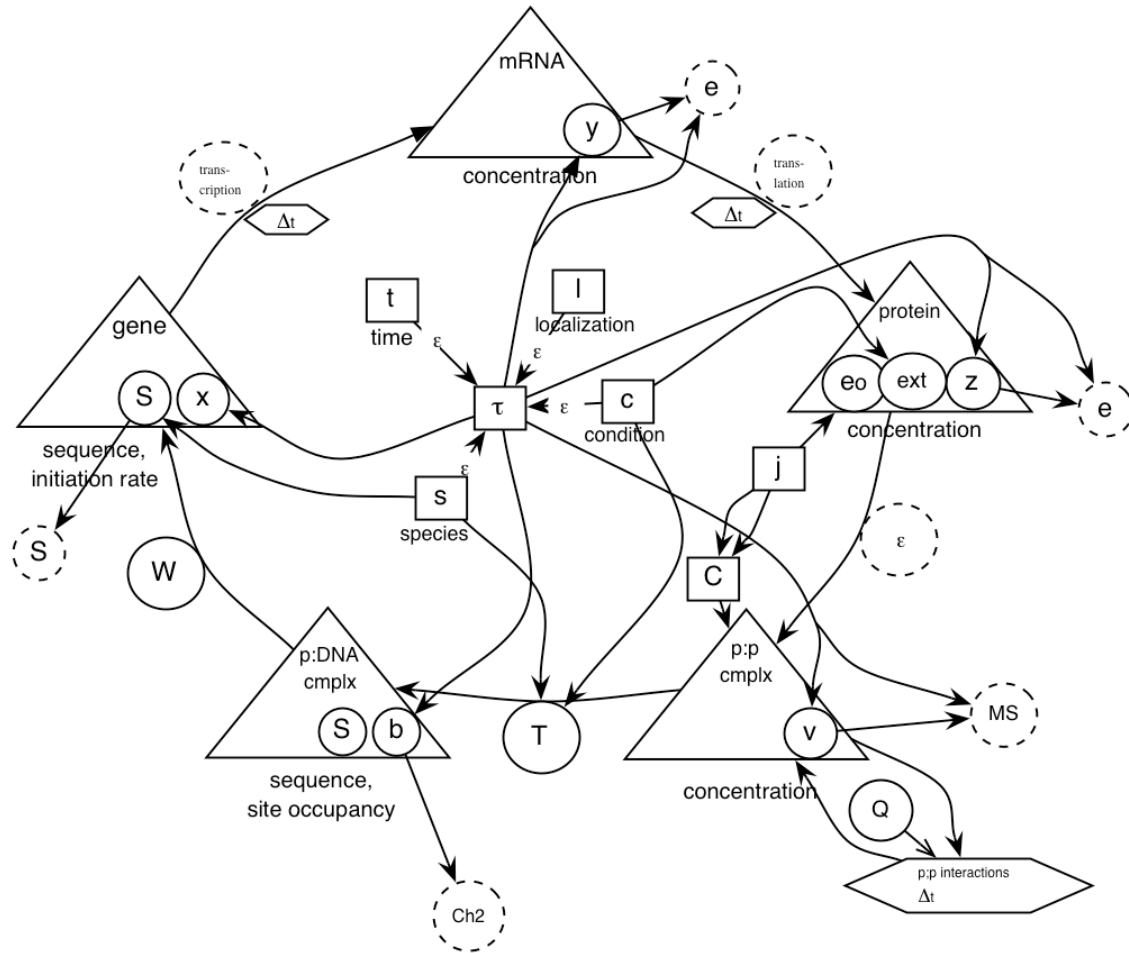 mRNA
y
e
concentration
trans-
cription
Δt
trans-
lation
Δt
t
time
l
localization
gene
S
x
sequence,
initiation rate
protein
eo
ext
z
e
concentration
ε
ε
τ
ε
c
condition
ε
s
species
j
S
W
C
ε
p:DNA
cmplx
S
b
sequence,
site occupancy
T
p:p
cmplx
v
MS
concentration
Q
p;p interactions
Δt
Ch2